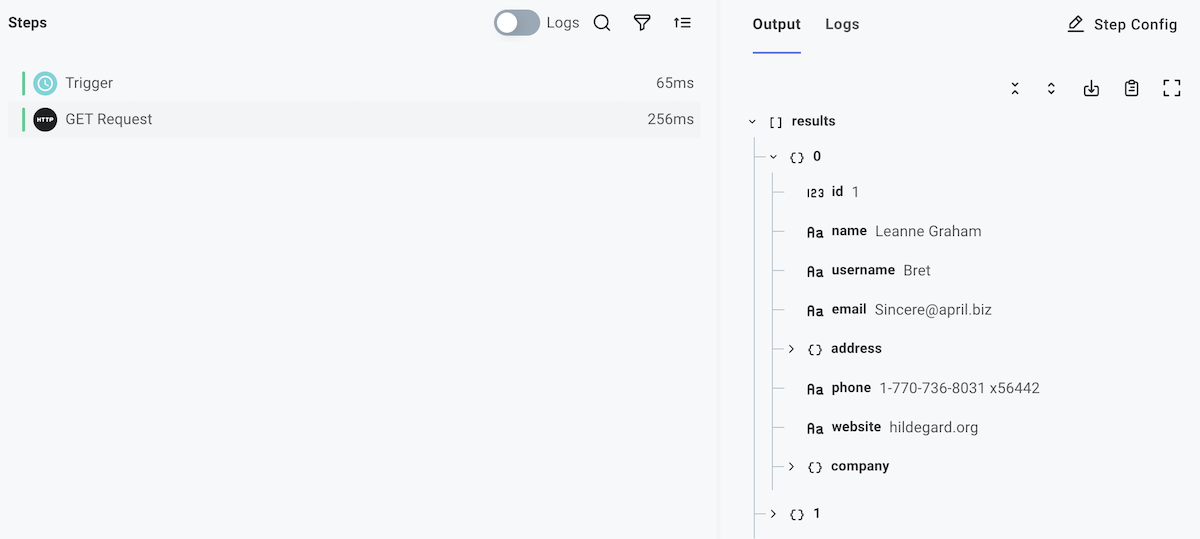 Steps
Logs
Trigger
65ms
HTTP
GET Request
256ms
Output
Logs
Step Config
[] results
{} 0
123 id 1
Aa name Leanne Graham
Aa username Bret
Aa email Sincere@april.biz
{} address
Aa phone 1-770-736-8031 x56442
Aa website hildegard.org
{} company
{} 1